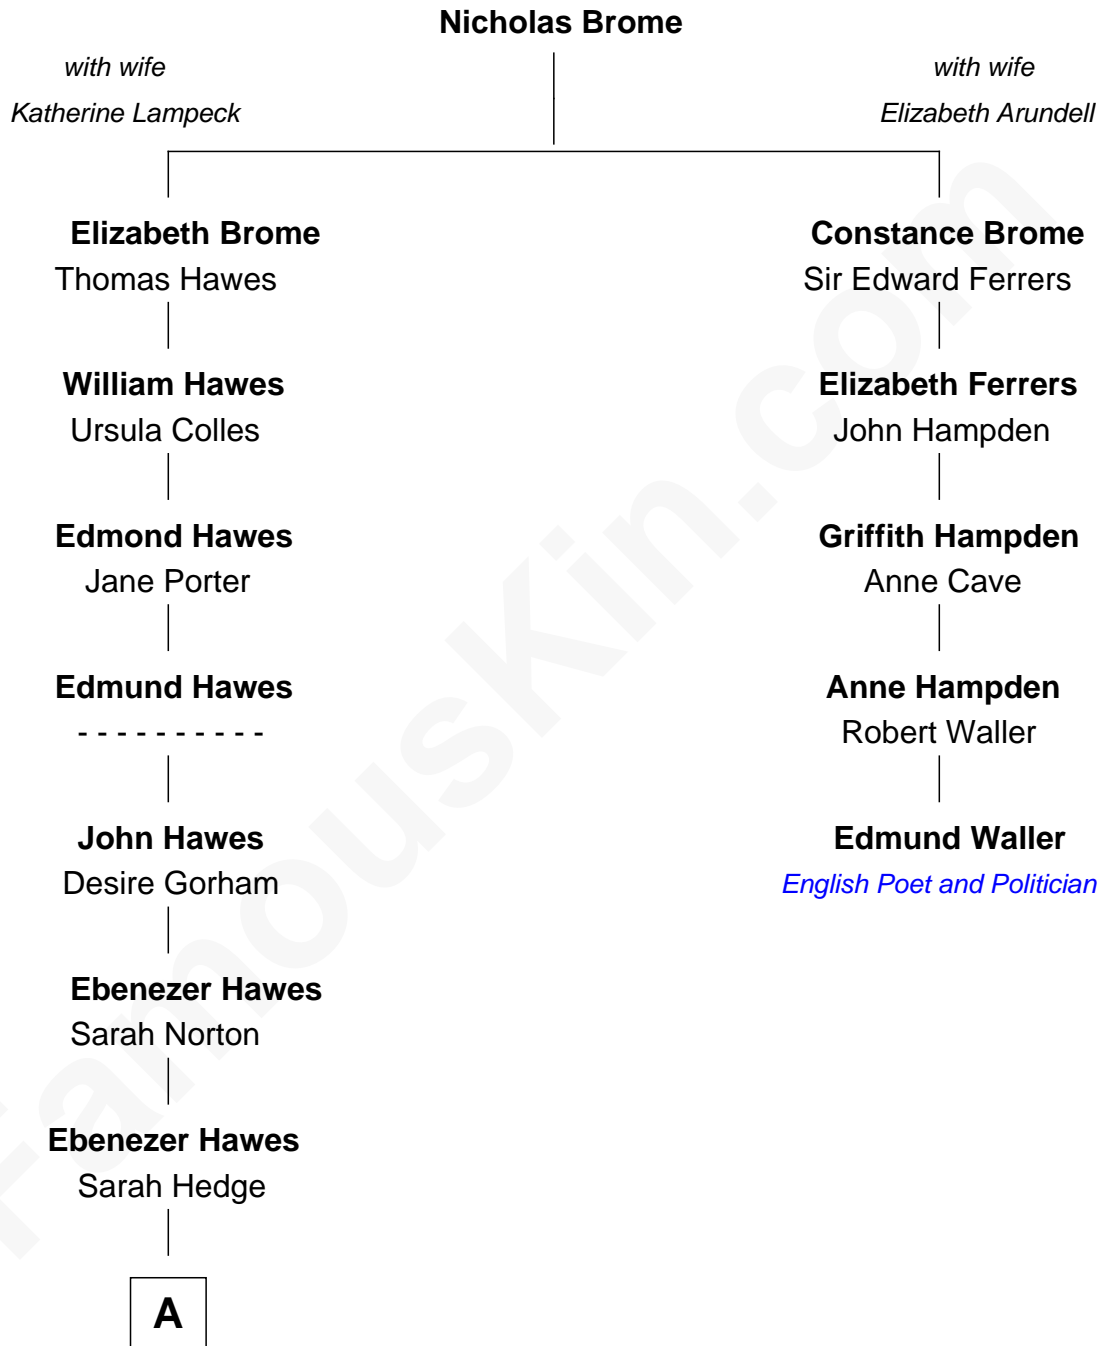 Nicholas Brome
with wife
Katherine Lampeck
with wife
Elizabeth Arundell
Elizabeth Brome
Thomas Hawes
Constance Brome
Sir Edward Ferrers
William Hawes
Ursula Colles
Elizabeth Ferrers
John Hampden
Edmond Hawes
Jane Porter
Griffith Hampden
Anne Cave
Edmund Hawes
- - - - - - - - - -
Anne Hampden
Robert Waller
John Hawes
Desire Gorham
Edmund Waller
English Poet and Politician
Ebenezer Hawes
Sarah Norton
Ebenezer Hawes
Sarah Hedge
A
FamousKin.com